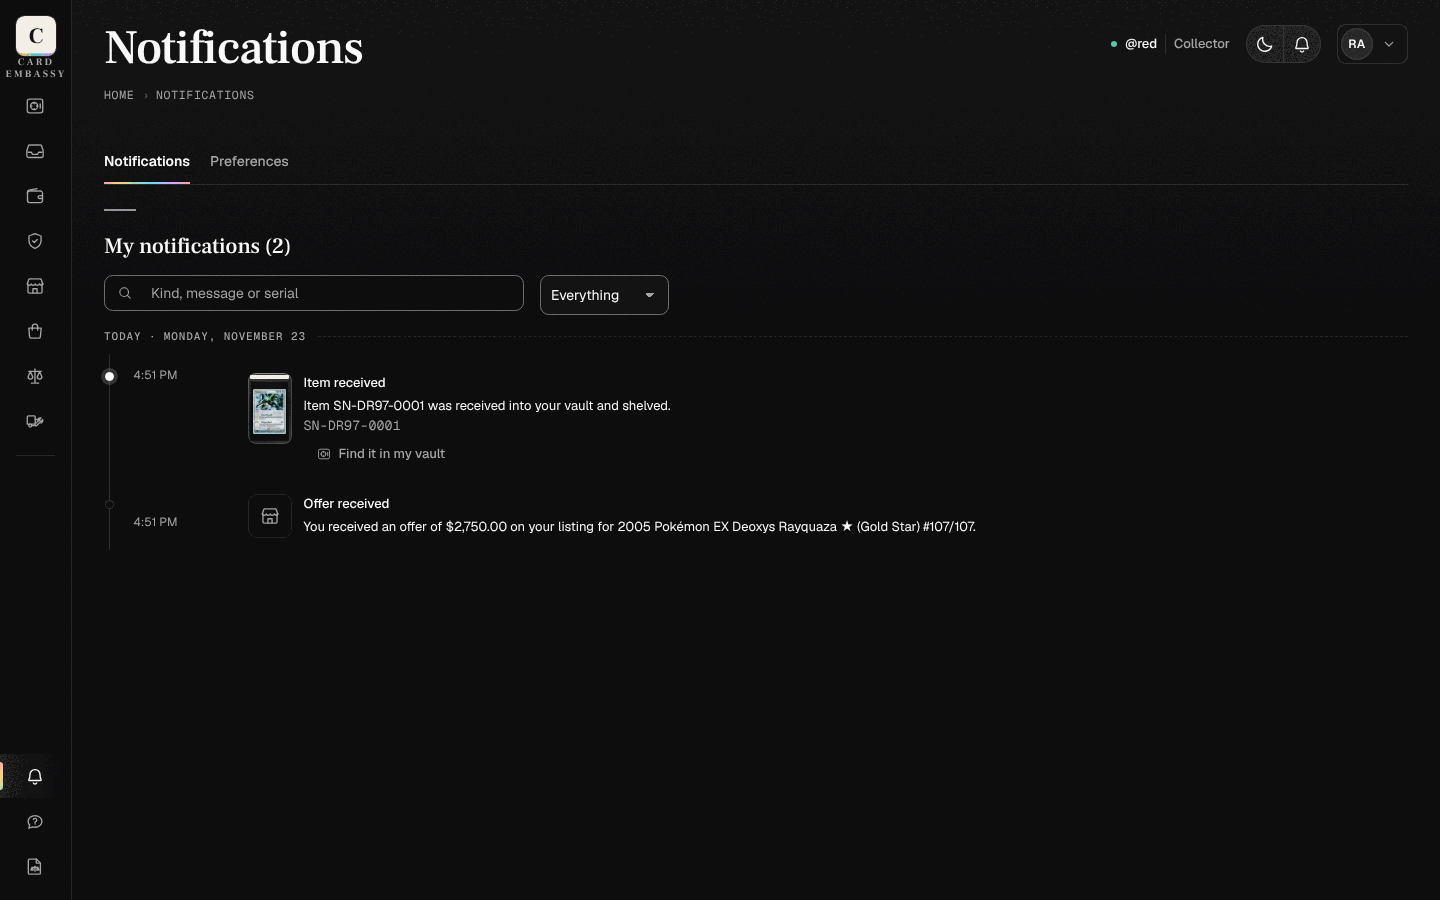 C
CARD
EMBASSY
Notifications
@red
Collector
RA
HOME › NOTIFICATIONS
Notifications
Preferences
My notifications (2)
Kind, message or serial
Everything
TODAY · MONDAY, NOVEMBER 23
4:51 PM
Item received
Item SN-DR97-0001 was received into your vault and shelved.
SN-DR97-0001
Find it in my vault
4:51 PM
Offer received
You received an offer of $2,750.00 on your listing for 2005 Pokémon EX Deoxys Rayquaza ★ (Gold Star) #107/107.